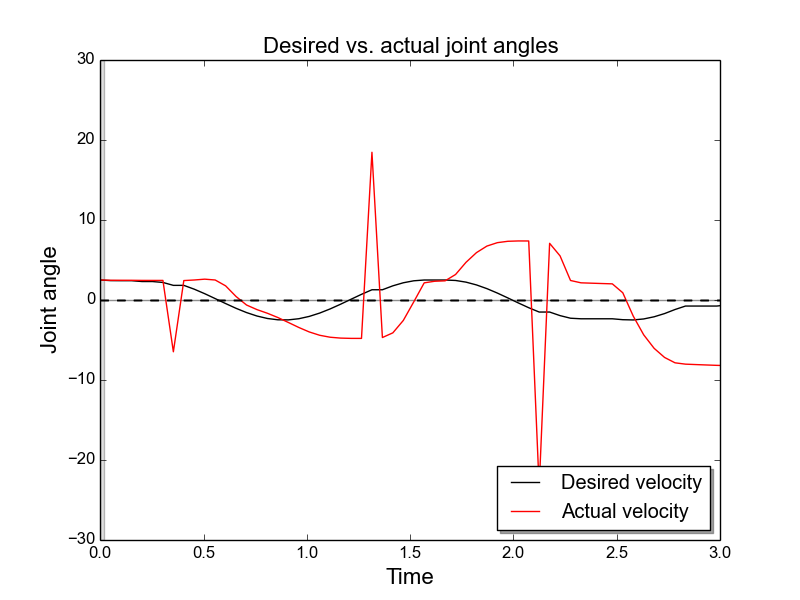 Desired vs. actual joint angles
30
20
10
0
−10
−20
−30
Joint angle
0.0 0.5 1.0 1.5 2.0 2.5 3.0
Time
Desired velocity
Actual velocity